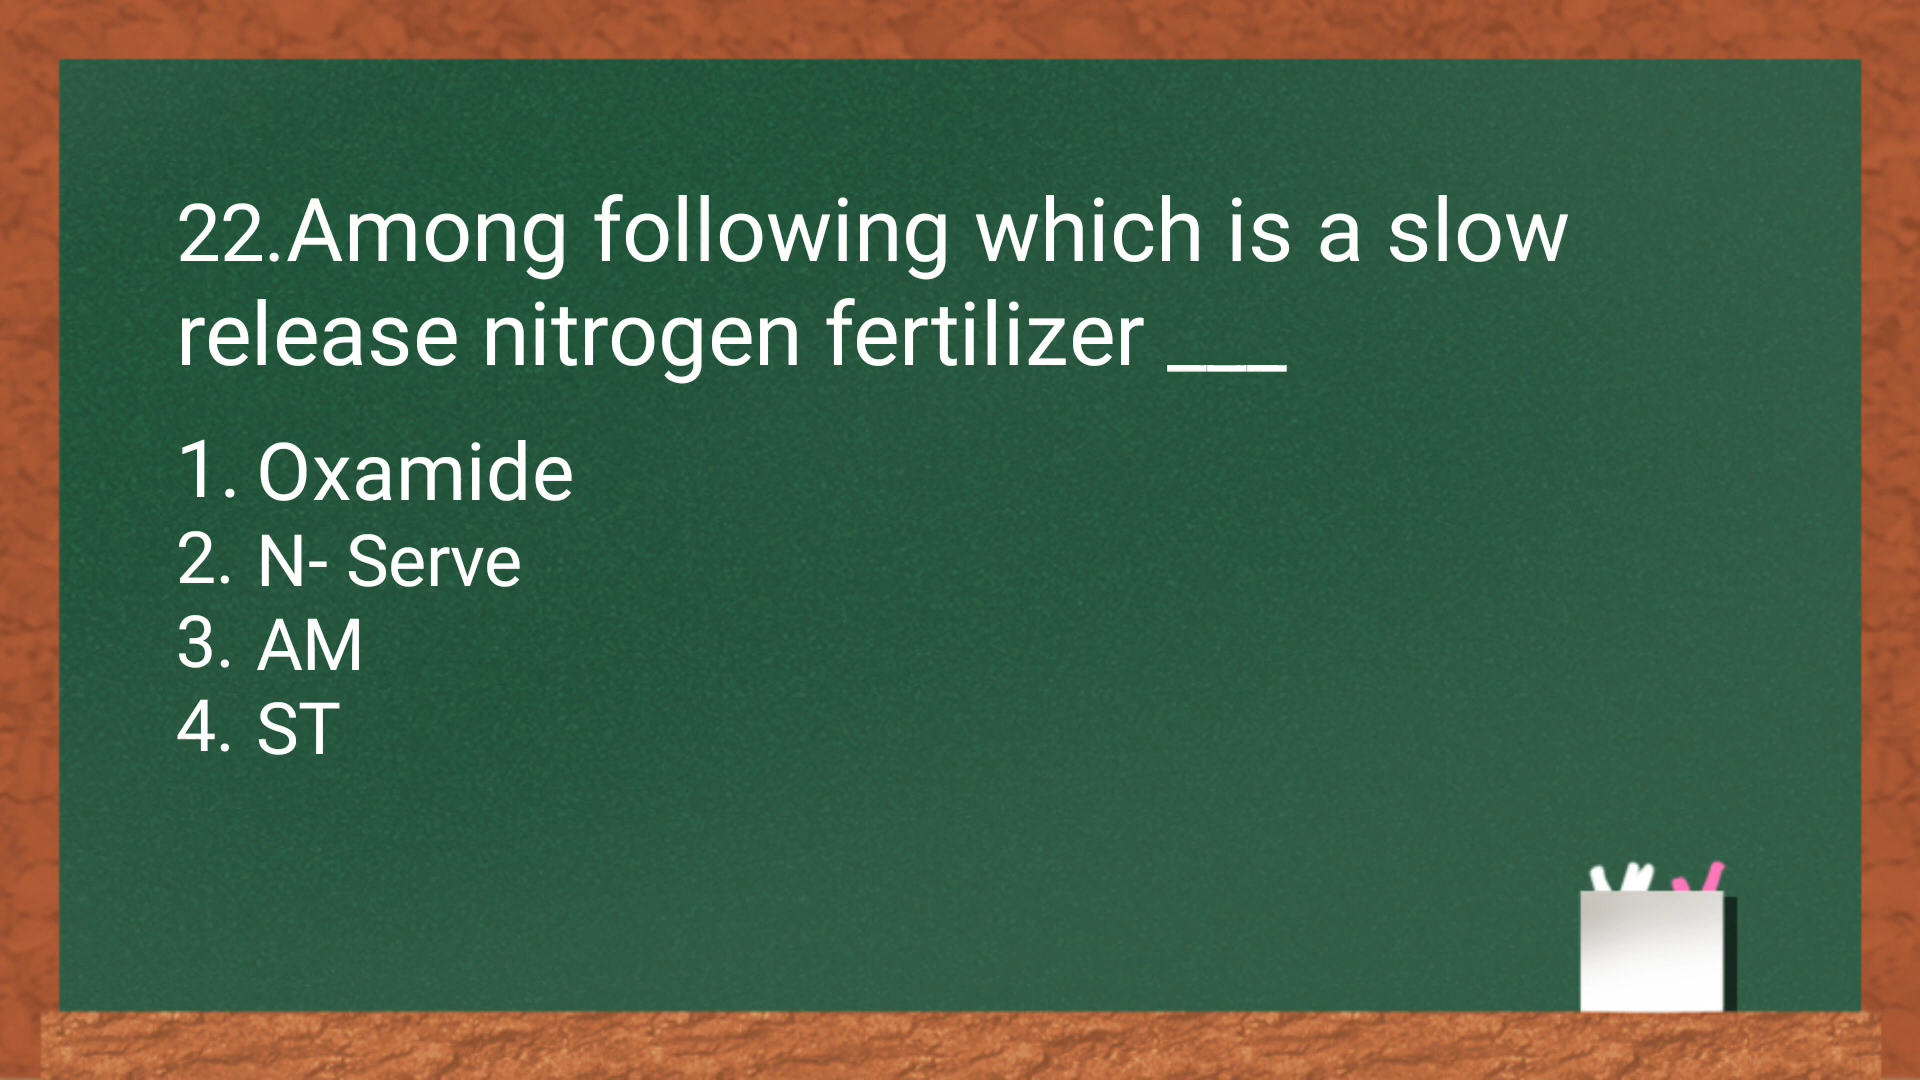 22.Among following which is a slow
release nitrogen fertilizer ___
1. Oxamide
2. N- Serve
3. AM
4. ST